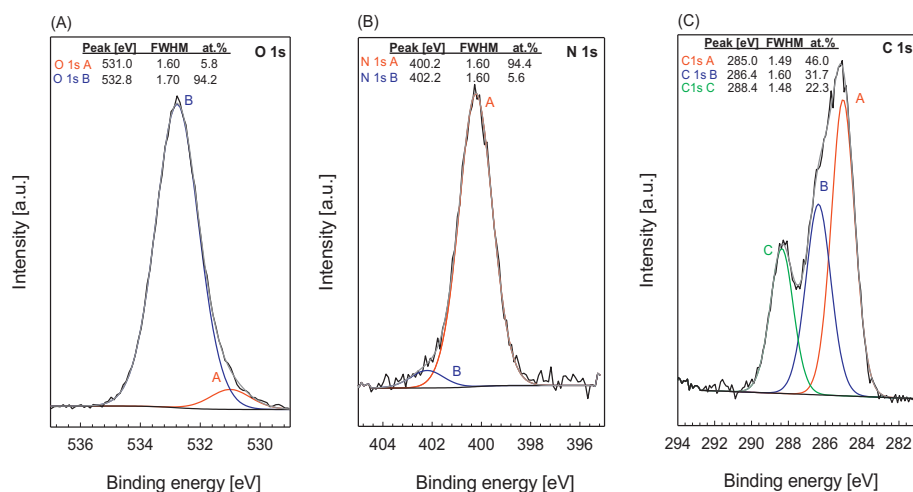 (A)
O 1s
Peak [eV] FWHM at.%
O 1s A 531.0 1.60 5.8
O 1s B 532.8 1.70 94.2
B
A
Intensity [a.u.]
536 534 532 530
Binding energy [eV]
(B)
N 1s
Peak [eV] FWHM at.%
N 1s A 400.2 1.60 94.4
N 1s B 402.2 1.60 5.6
A
B
Intensity [a.u.]
404 402 400 398 396
Binding energy [eV]
(C)
C 1s
Peak [eV] FWHM at.%
C1s A 285.0 1.49 46.0
C 1s B 286.4 1.60 31.7
C1s C 288.4 1.48 22.3
A
B
C
Intensity [a.u.]
294 292 290 288 286 284 282
Binding energy [eV]